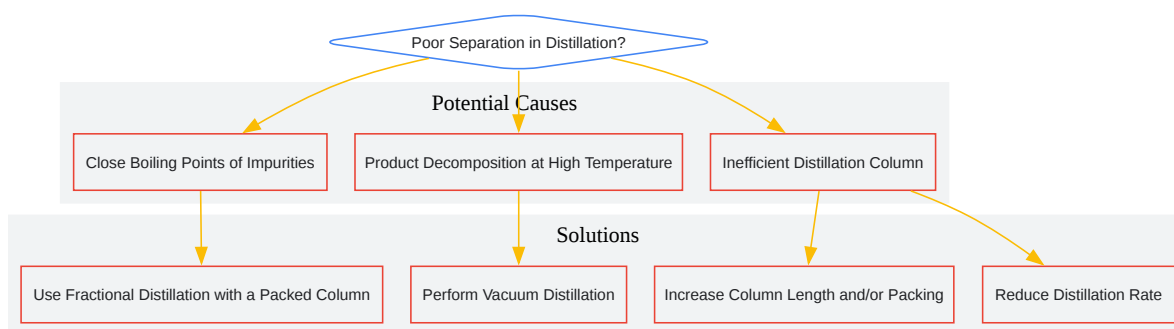 Poor Separation in Distillation?
Potential Causes
Close Boiling Points of Impurities
Product Decomposition at High Temperature
Inefficient Distillation Column
Solutions
Use Fractional Distillation with a Packed Column
Perform Vacuum Distillation
Increase Column Length and/or Packing
Reduce Distillation Rate